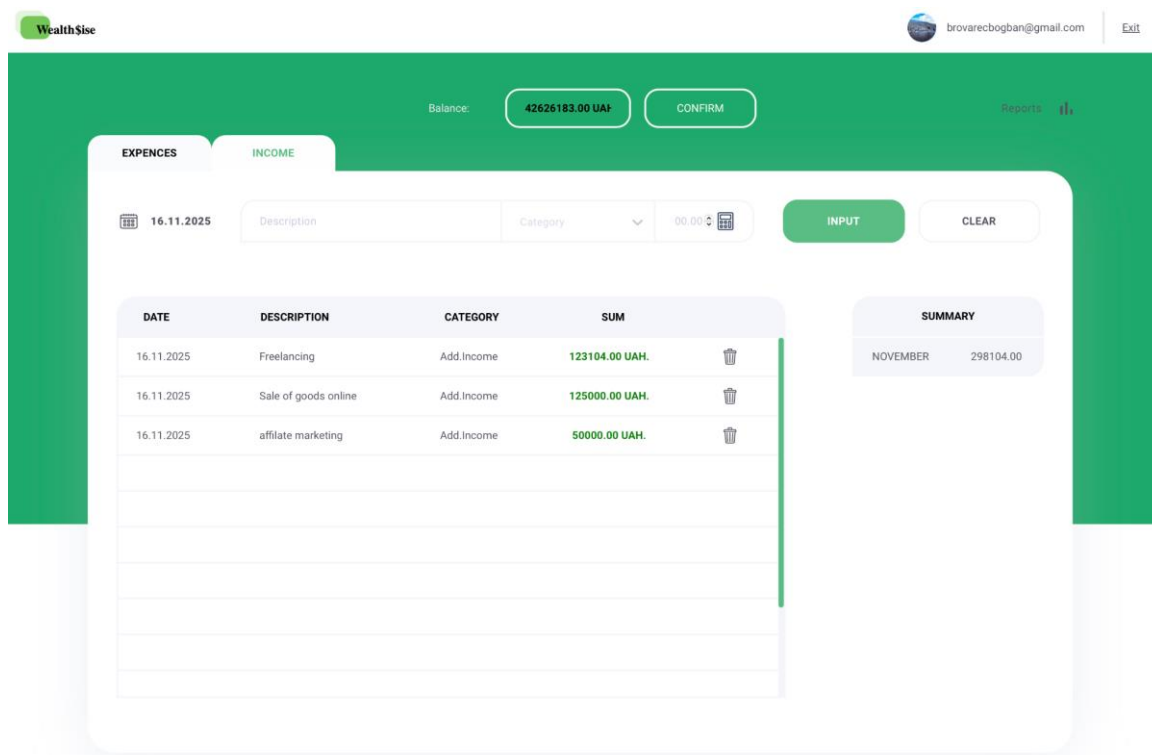 Wealth$ise
brovarecbogban@gmail.com Exit
Balance: 42626183.00 UAH CONFIRM Reports
EXPENCES INCOME
16.11.2025 Description Category 00.00 INPUT CLEAR
DATE DESCRIPTION CATEGORY SUM
SUMMARY
16.11.2025 Freelancing Add.Income 123104.00 UAH.
NOVEMBER 298104.00
16.11.2025 Sale of goods online Add.Income 125000.00 UAH.
16.11.2025 affilate marketing Add.Income 50000.00 UAH.